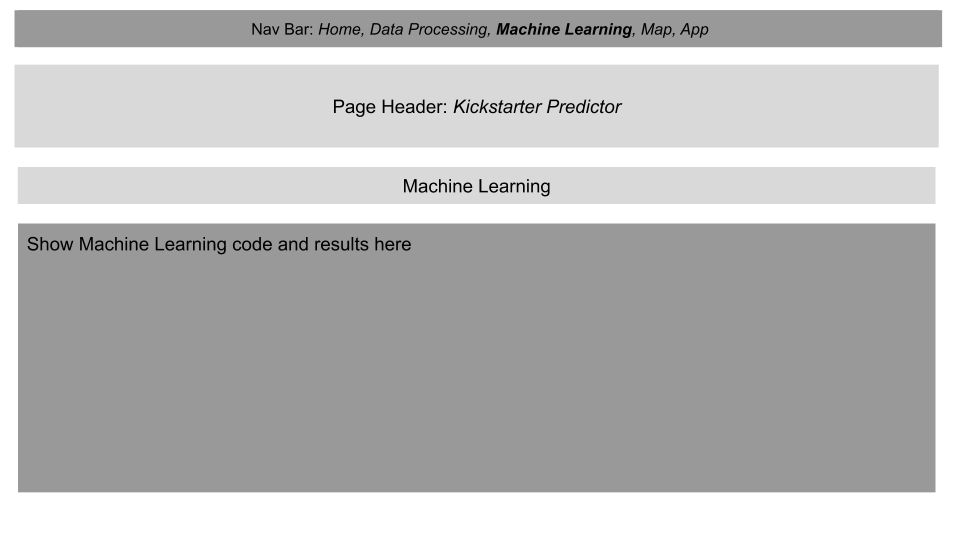 Nav Bar: Home, Data Processing, Machine Learning, Map, App
Page Header: Kickstarter Predictor
Machine Learning
Show Machine Learning code and results here